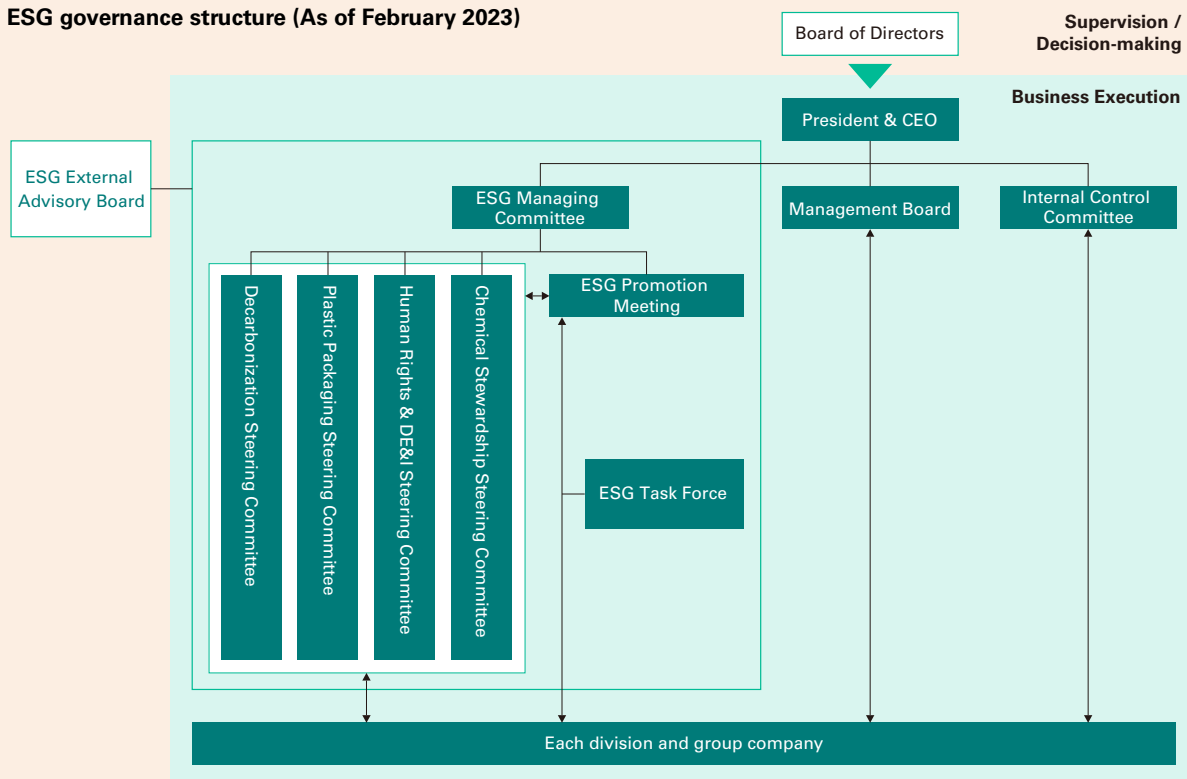 ESG governance structure (As of February 2023)
Board of Directors
Supervision /
Decision-making
Business Execution
President & CEO
ESG External
Advisory Board
ESG Managing
Committee
Management Board
Internal Control
Committee
Decarbonization Steering Committee
Plastic Packaging Steering Committee
Human Rights & DE&I Steering Committee
Chemical Stewardship Steering Committee
ESG Promotion
Meeting
ESG Task Force
Each division and group company